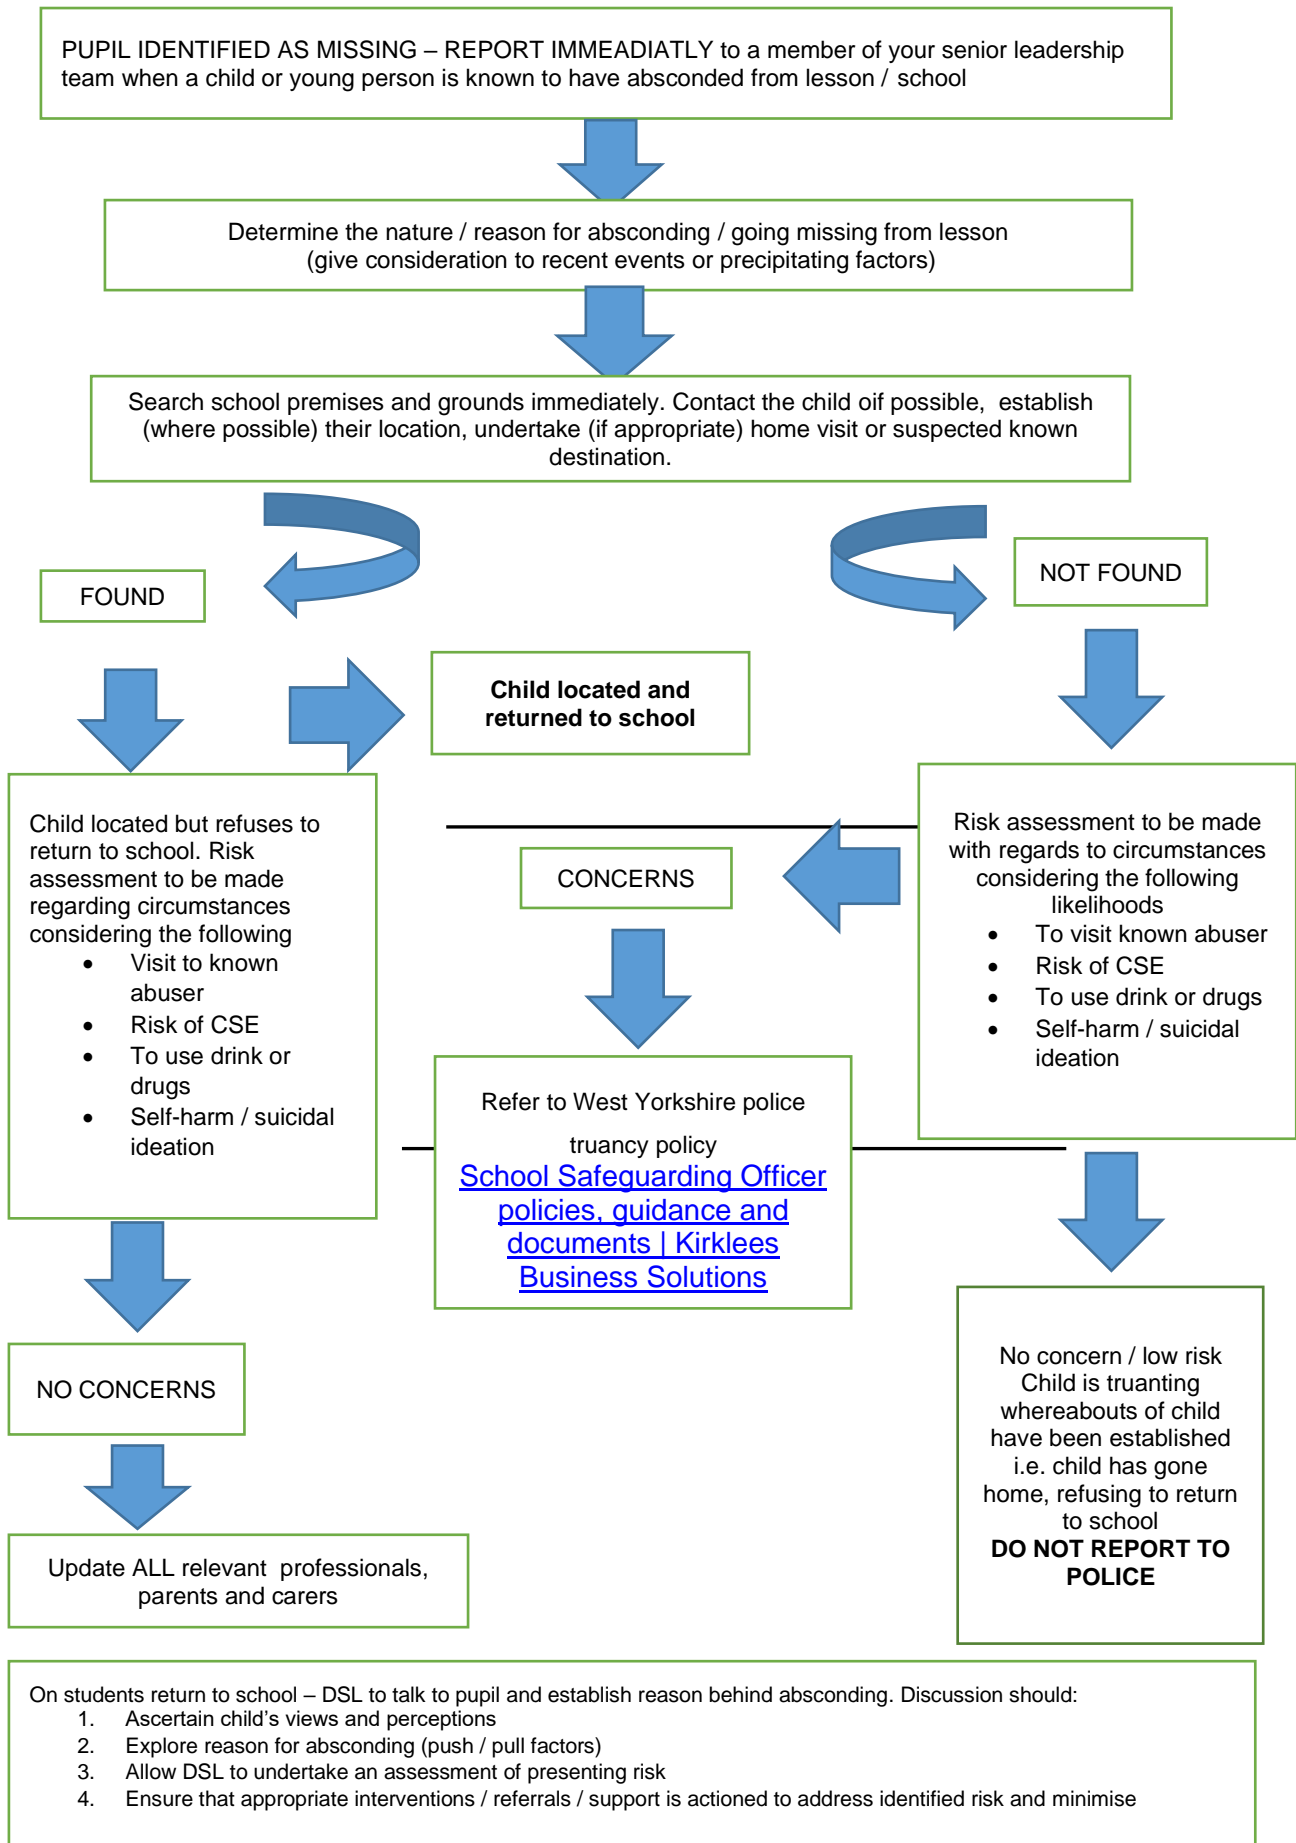 PUPIL IDENTIFIED AS MISSING – REPORT IMMEADIATLY to a member of your senior leadership
team when a child or young person is known to have absconded from lesson / school
Determine the nature / reason for absconding / going missing from lesson
(give consideration to recent events or precipitating factors)
Search school premises and grounds immediately. Contact the child oif possible, establish
(where possible) their location, undertake (if appropriate) home visit or suspected known
destination.
FOUND
NOT FOUND
Child located and
returned to school
Child located but refuses to
return to school. Risk
assessment to be made
regarding circumstances
considering the following
• Visit to known
abuser
• Risk of CSE
• To use drink or
drugs
• Self-harm / suicidal
ideation
CONCERNS
Risk assessment to be made
with regards to circumstances
considering the following
likelihoods
• To visit known abuser
• Risk of CSE
• To use drink or drugs
• Self-harm / suicidal
ideation
Refer to West Yorkshire police
truancy policy
School Safeguarding Officer
policies, guidance and
documents | Kirklees
Business Solutions
NO CONCERNS
No concern / low risk
Child is truanting
whereabouts of child
have been established
i.e. child has gone
home, refusing to return
to school
DO NOT REPORT TO
POLICE
Update ALL relevant professionals,
parents and carers
On students return to school – DSL to talk to pupil and establish reason behind absconding. Discussion should:
1. Ascertain child's views and perceptions
2. Explore reason for absconding (push / pull factors)
3. Allow DSL to undertake an assessment of presenting risk
4. Ensure that appropriate interventions / referrals / support is actioned to address identified risk and minimise